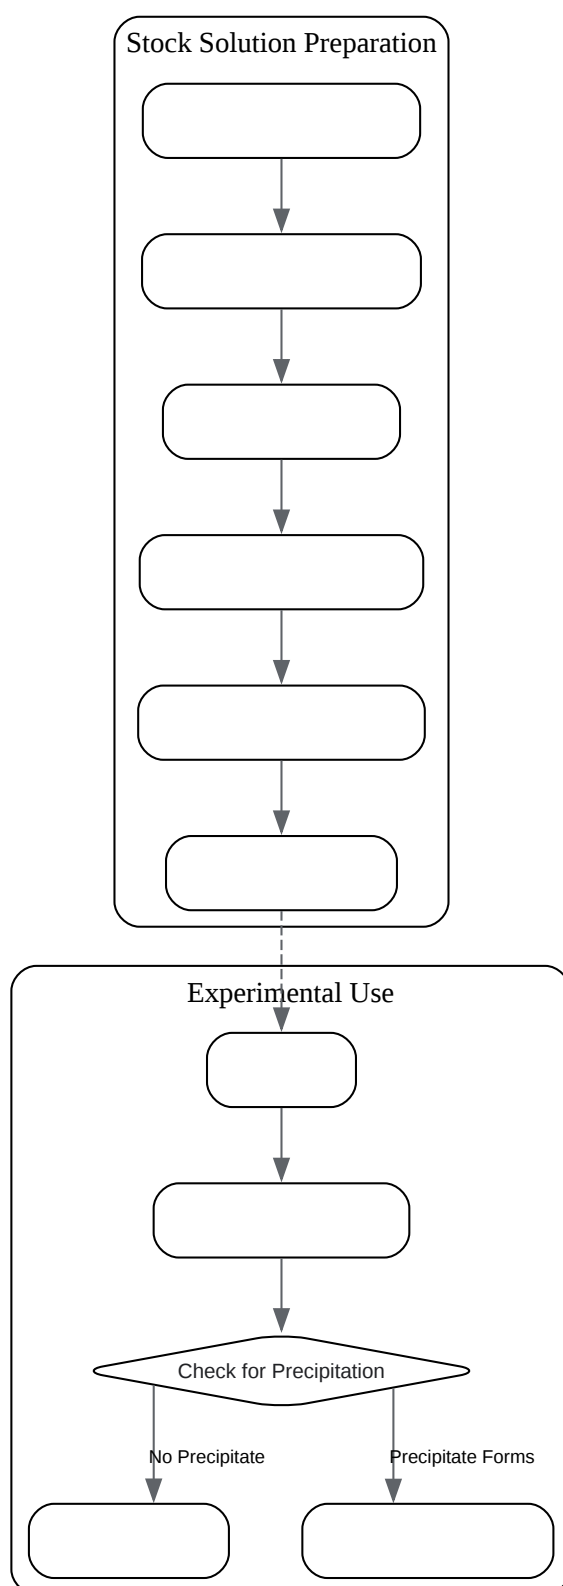 Stock Solution Preparation
Experimental Use
Check for Precipitation
No Precipitate
Precipitate Forms